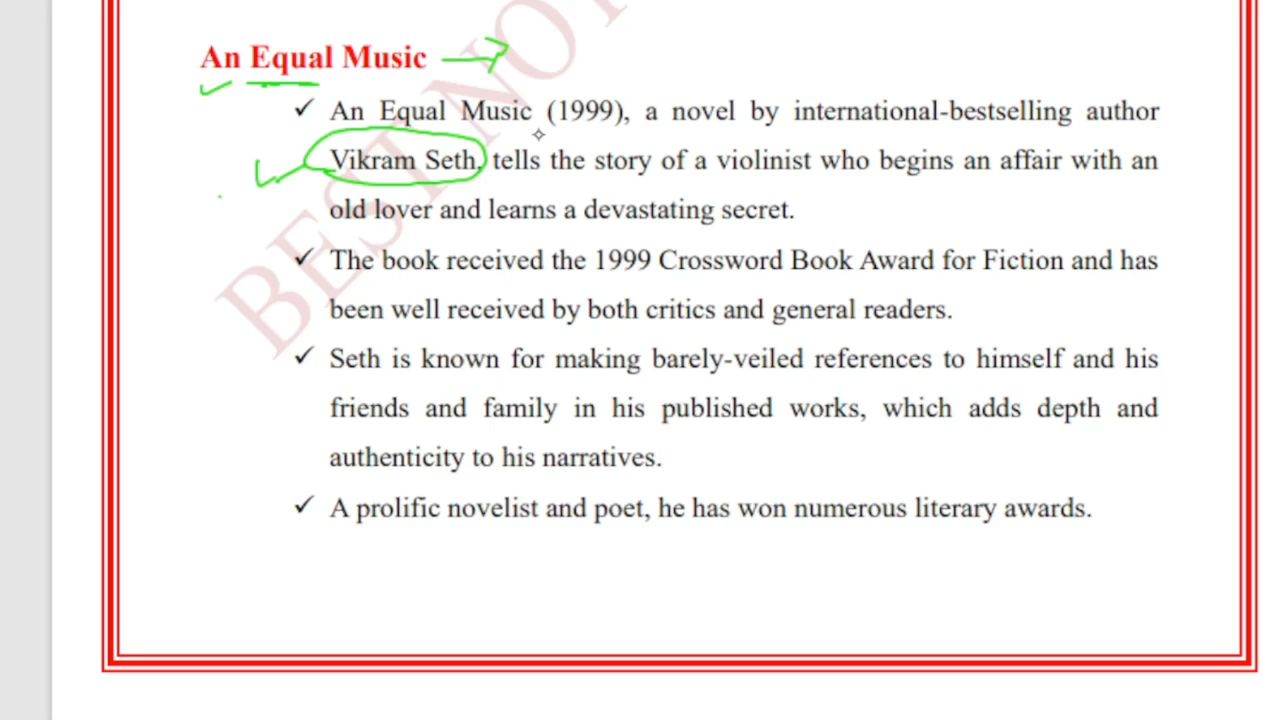 An Equal Music
✓ An Equal Music (1999), a novel by international-bestselling author
Vikram Seth, tells the story of a violinist who begins an affair with an
old lover and learns a devastating secret.
✓ The book received the 1999 Crossword Book Award for Fiction and has
been well received by both critics and general readers.
✓ Seth is known for making barely-veiled references to himself and his
friends and family in his published works, which adds depth and
authenticity to his narratives.
✓ A prolific novelist and poet, he has won numerous literary awards.
BEST NO